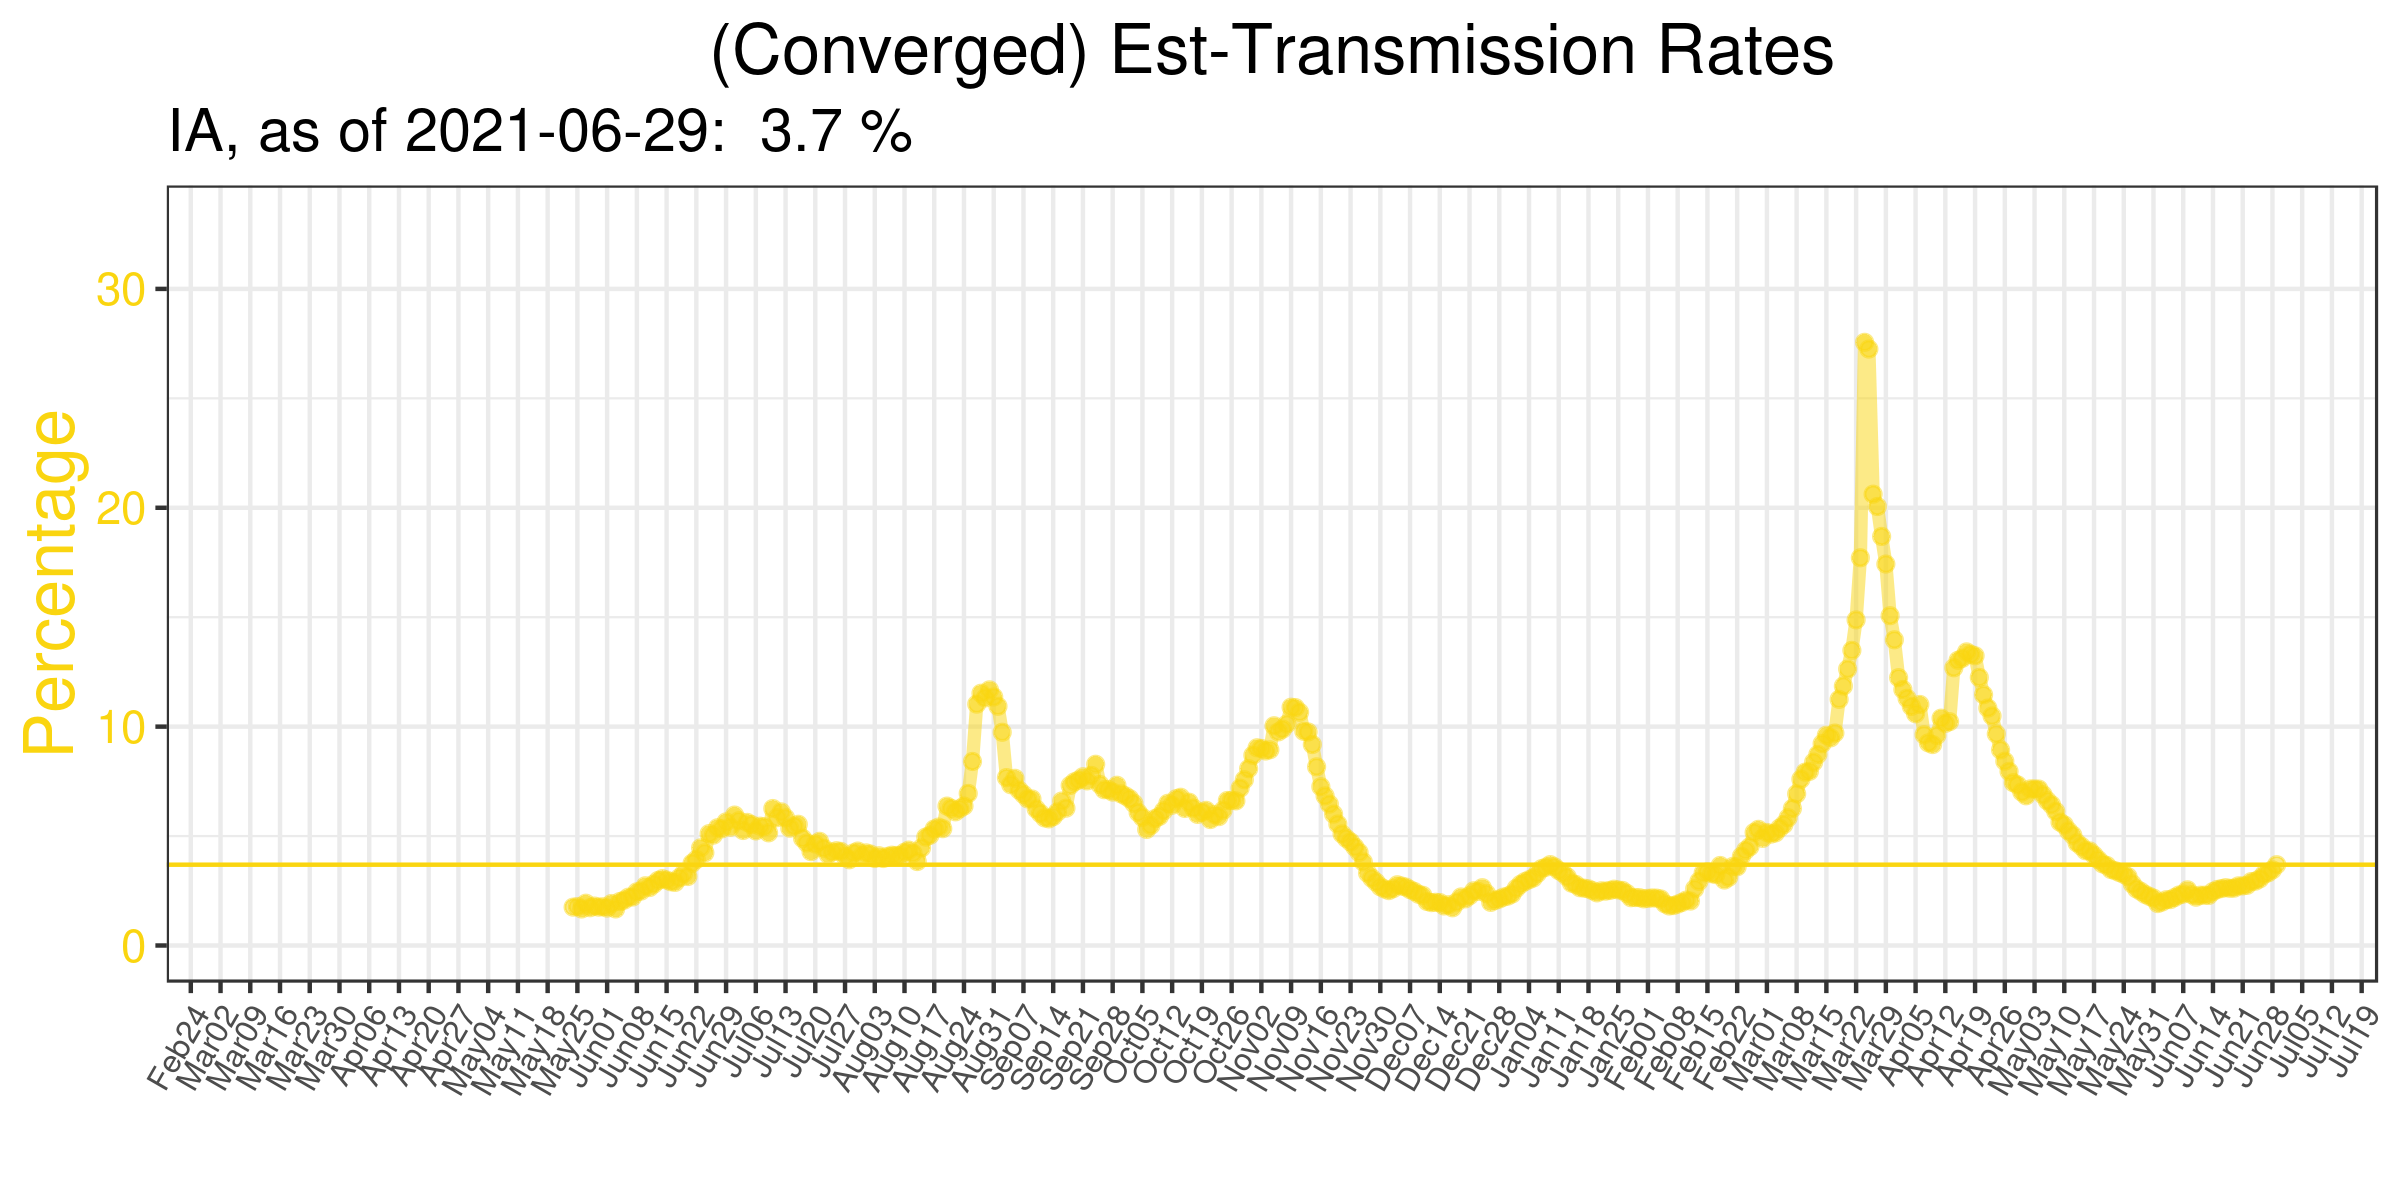 (Converged) Est-Transmission Rates
IA, as of 2021-06-29: 3.7 %
Percentage
30
20
10
0
Feb24
Mar02
Mar09
Mar16
Mar23
Mar30
Apr06
Apr13
Apr20
Apr27
May04
May11
May18
May25
Jun01
Jun08
Jun15
Jun22
Jun29
Jul06
Jul13
Jul20
Jul27
Aug03
Aug10
Aug17
Aug24
Aug31
Sep07
Sep14
Sep21
Sep28
Oct05
Oct12
Oct19
Oct26
Nov02
Nov09
Nov16
Nov23
Nov30
Dec07
Dec14
Dec21
Dec28
Jan04
Jan11
Jan18
Jan25
Feb01
Feb08
Feb15
Feb22
Mar01
Mar08
Mar15
Mar22
Mar29
Apr05
Apr12
Apr19
Apr26
May03
May10
May17
May24
May31
Jun07
Jun14
Jun21
Jun28
Jul05
Jul12
Jul19